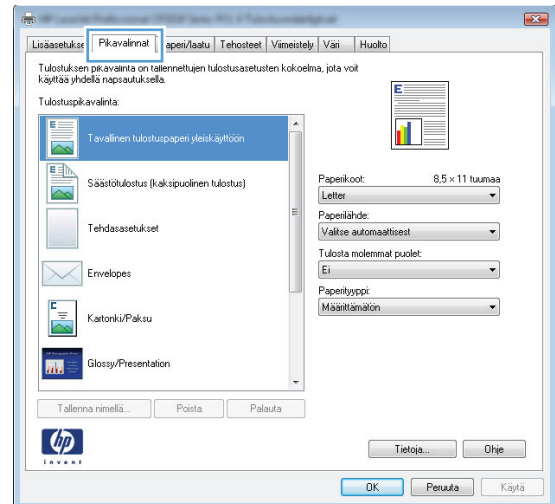 Lisäasetukse
Pikavalinnat
aperi/laatu
Tehosteet
Viimeistely
Väri
Huolto
Tulostuksen pikavalinta on tallennettujen tulostusasetusten kokoelma, jota voit
käyttää yhdellä napsautuksella.
Tulostuspikavalinta:
Tavallinen tulostuspaperi yleiskäyttöön
Säästötulostus (kaksipuolinen tulostus)
Tehdasasetukset
Envelopes
Kartonki/Paksu
Glossy/Presentation
Tallenna nimellä...
Poista
Palauta
E
Paperikoot:
8,5 × 11 tuumaa
Letter
Paperilähde:
Valitse automaattisest
Tulosta molemmat puolet:
Ei
Paperityyppi:
Määrittämätön
hp
invent
Tietoja...
Ohje
OK
Peruuta
Käytä